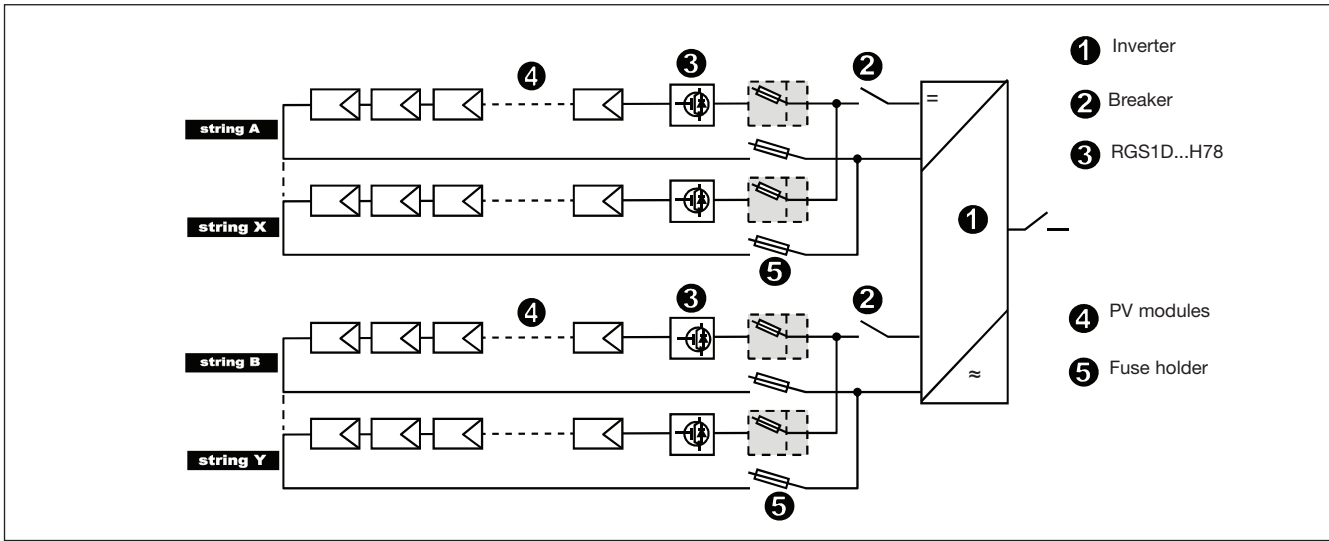 4
3
2
1 Inverter
=
2 Breaker
string A
3 RGS1D...H78
string X
1
5
4
3
2
4 PV modules
string B
5 Fuse holder
≈
string Y
5